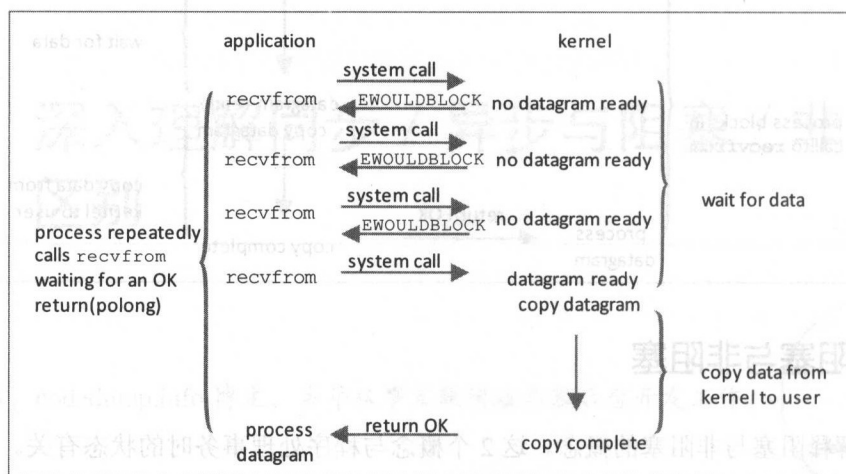 application kernel
system call
recvfrom EWOULDBLOCK no datagram ready
system call
recvfrom EWOULDBLOCK no datagram ready
system call
recvfrom no datagram ready
EWOULDBLOCK
system call
recvfrom datagram ready
copy datagram
wait for data
process repeatedly
calls recvfrom
waiting for an OK
return(polong)
copy data from
kernel to user
process return OK copy complete
datagram